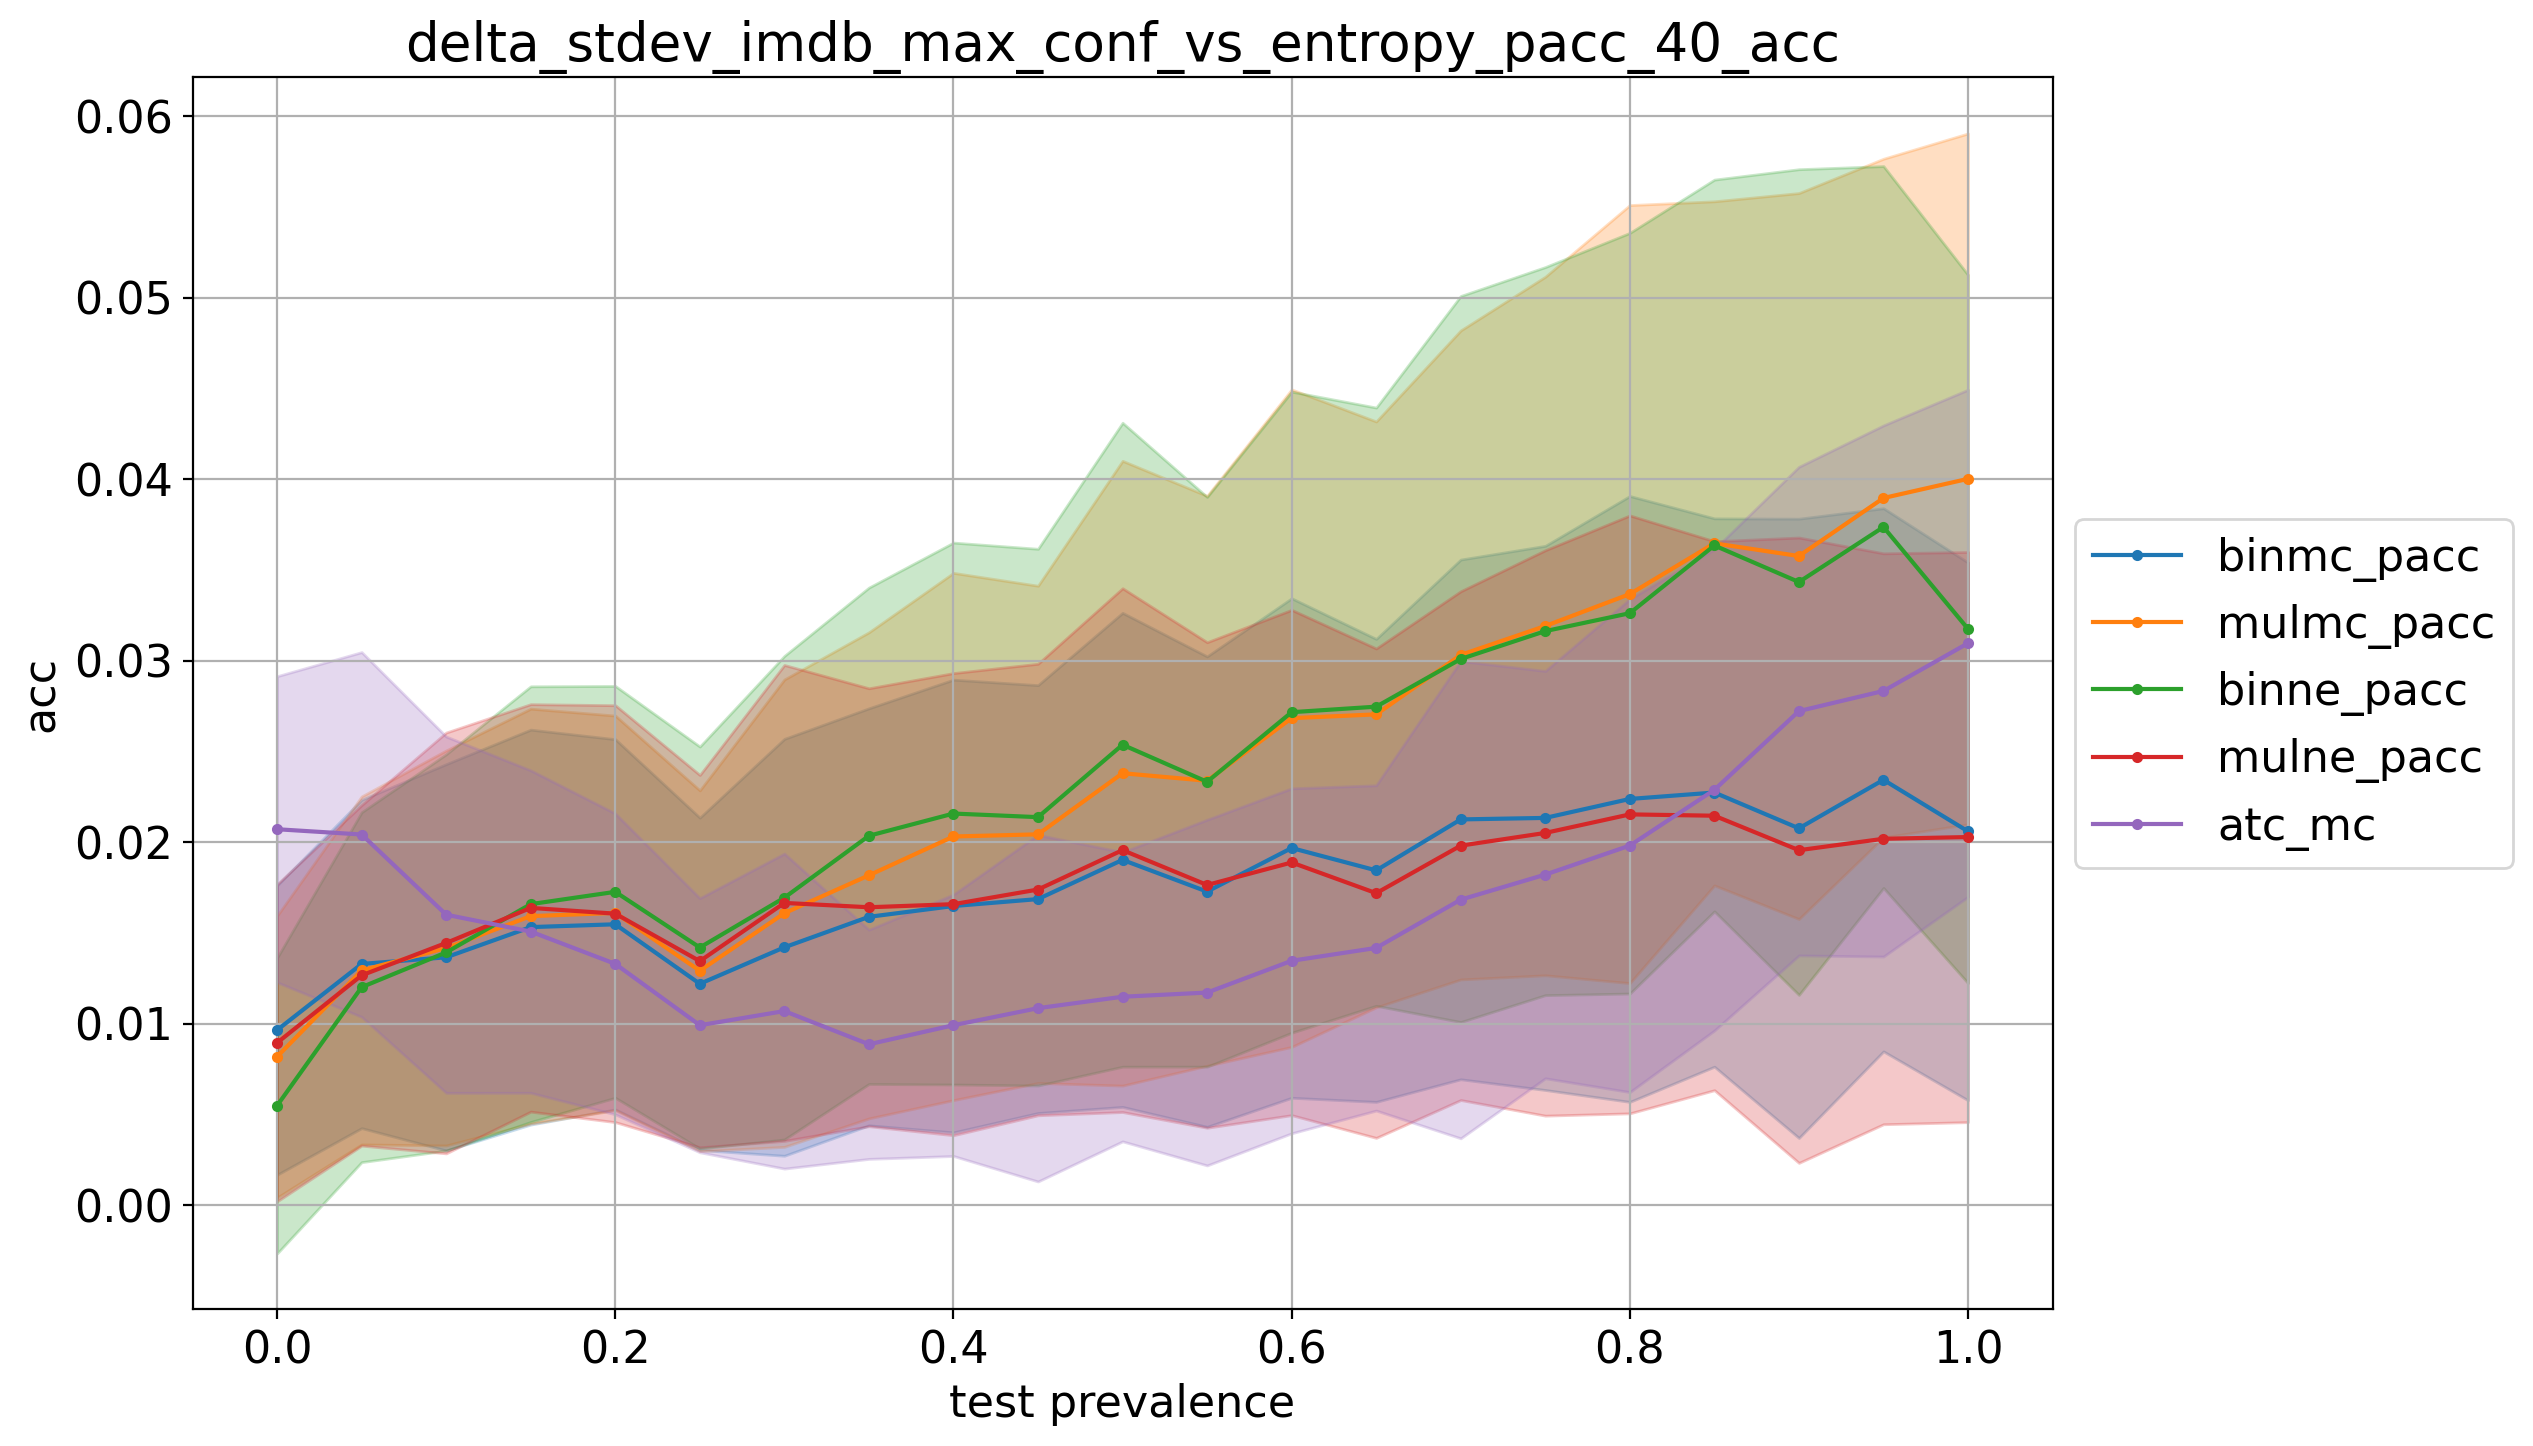 delta_stdev_imdb_max_conf_vs_entropy_pacc_40_acc
0.06
0.05
0.04
0.03
0.02
0.01
0.00
acc
0.0 0.2 0.4 0.6 0.8 1.0
test prevalence
binmc_pacc
mulmc_pacc
binne_pacc
mulne_pacc
atc_mc